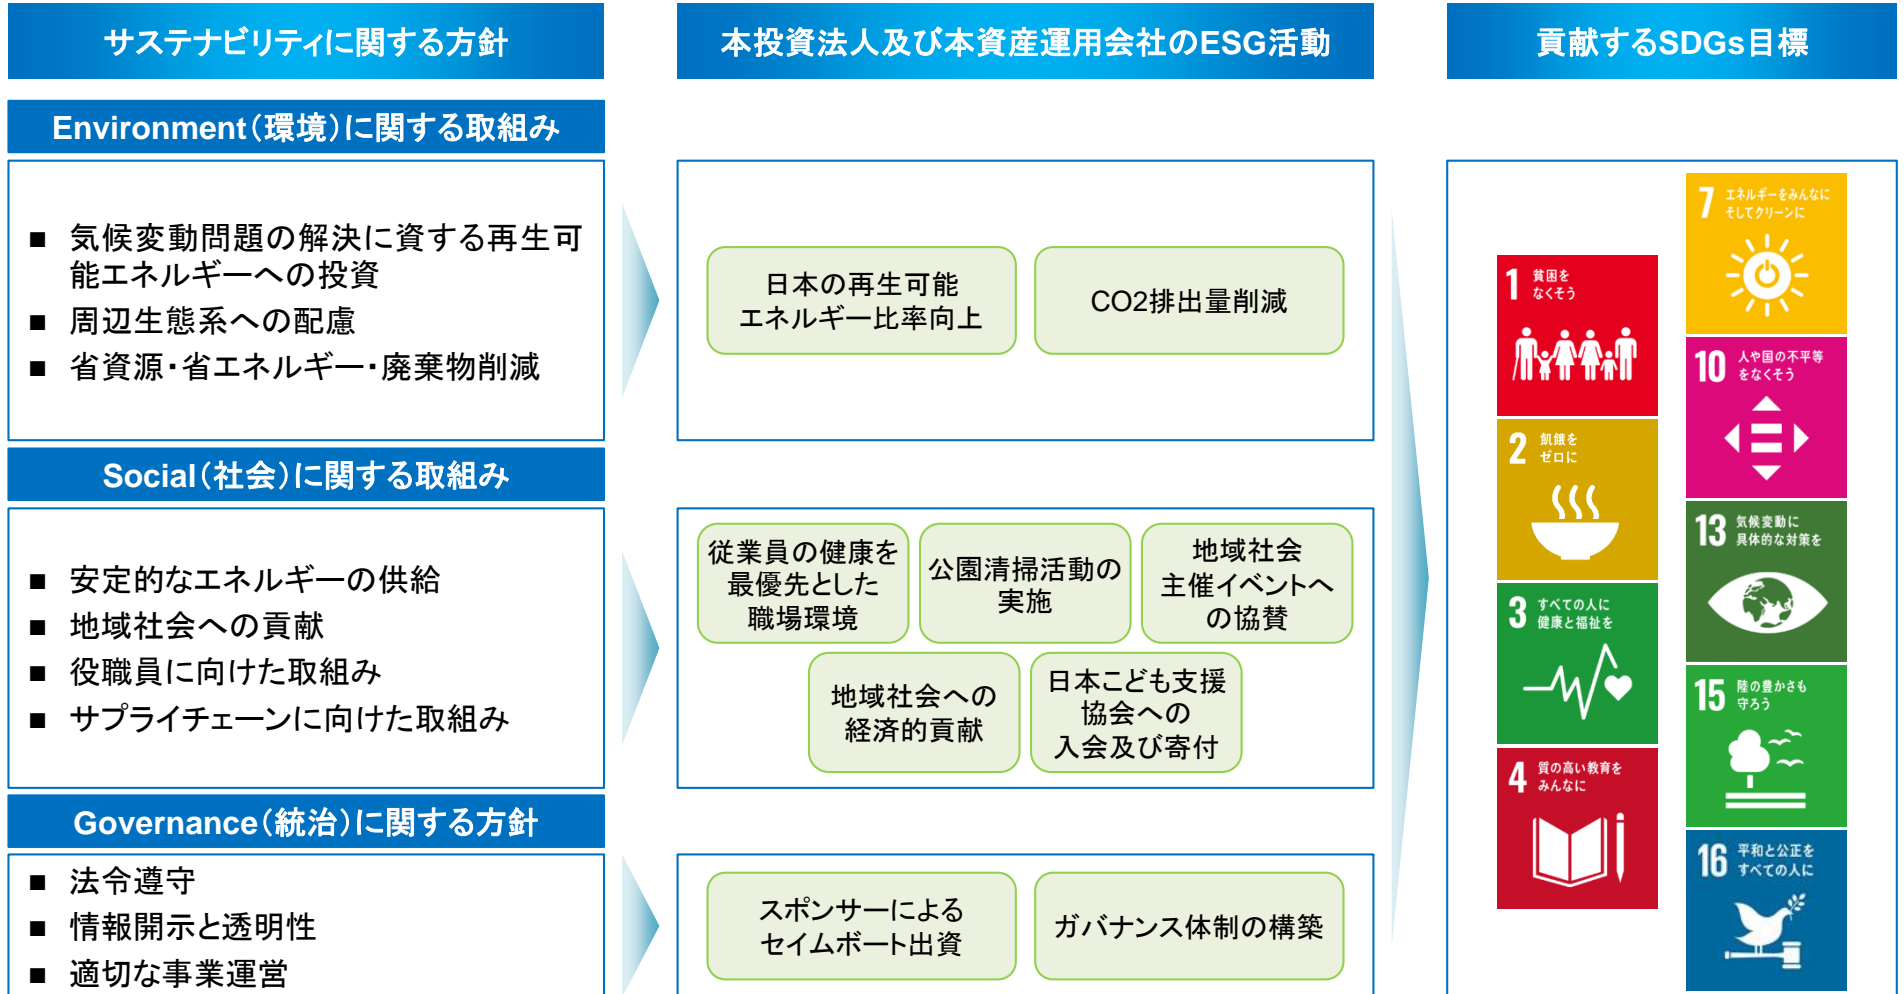 サステナビリティに関する方針
本投資法人及び本資産運用会社のESG活動
貢献するSDGs目標
Environment（環境）に関する取組み
■ 気候変動問題の解決に資する再生可
能エネルギーへの投資
■ 周辺生態系への配慮
■ 省資源・省エネルギー・廃棄物削減
日本の再生可能
エネルギー比率向上
CO2排出量削減
Social（社会）に関する取組み
■ 安定的なエネルギーの供給
■ 地域社会への貢献
■ 役職員に向けた取組み
■ サプライチェーンに向けた取組み
従業員の健康を
最優先とした
職場環境
公園清掃活動の
実施
地域社会
主催イベントへ
の協賛
地域社会への
経済的貢献
日本こども支援
協会への
入会及び寄付
Governance（統治）に関する方針
■ 法令遵守
■ 情報開示と透明性
■ 適切な事業運営
スポンサーによる
セイムボート出資
ガバナンス体制の構築
1 貧困を
なくそう
2 飢餓を
ゼロに
3 すべての人に
健康と福祉を
4 質の高い教育を
みんなに
7 エネルギーをみんなに
そしてクリーンに
10 人や国の不平等
をなくそう
13 気候変動に
具体的な対策を
15 陸の豊かさも
守ろう
16 平和と公正を
すべての人に